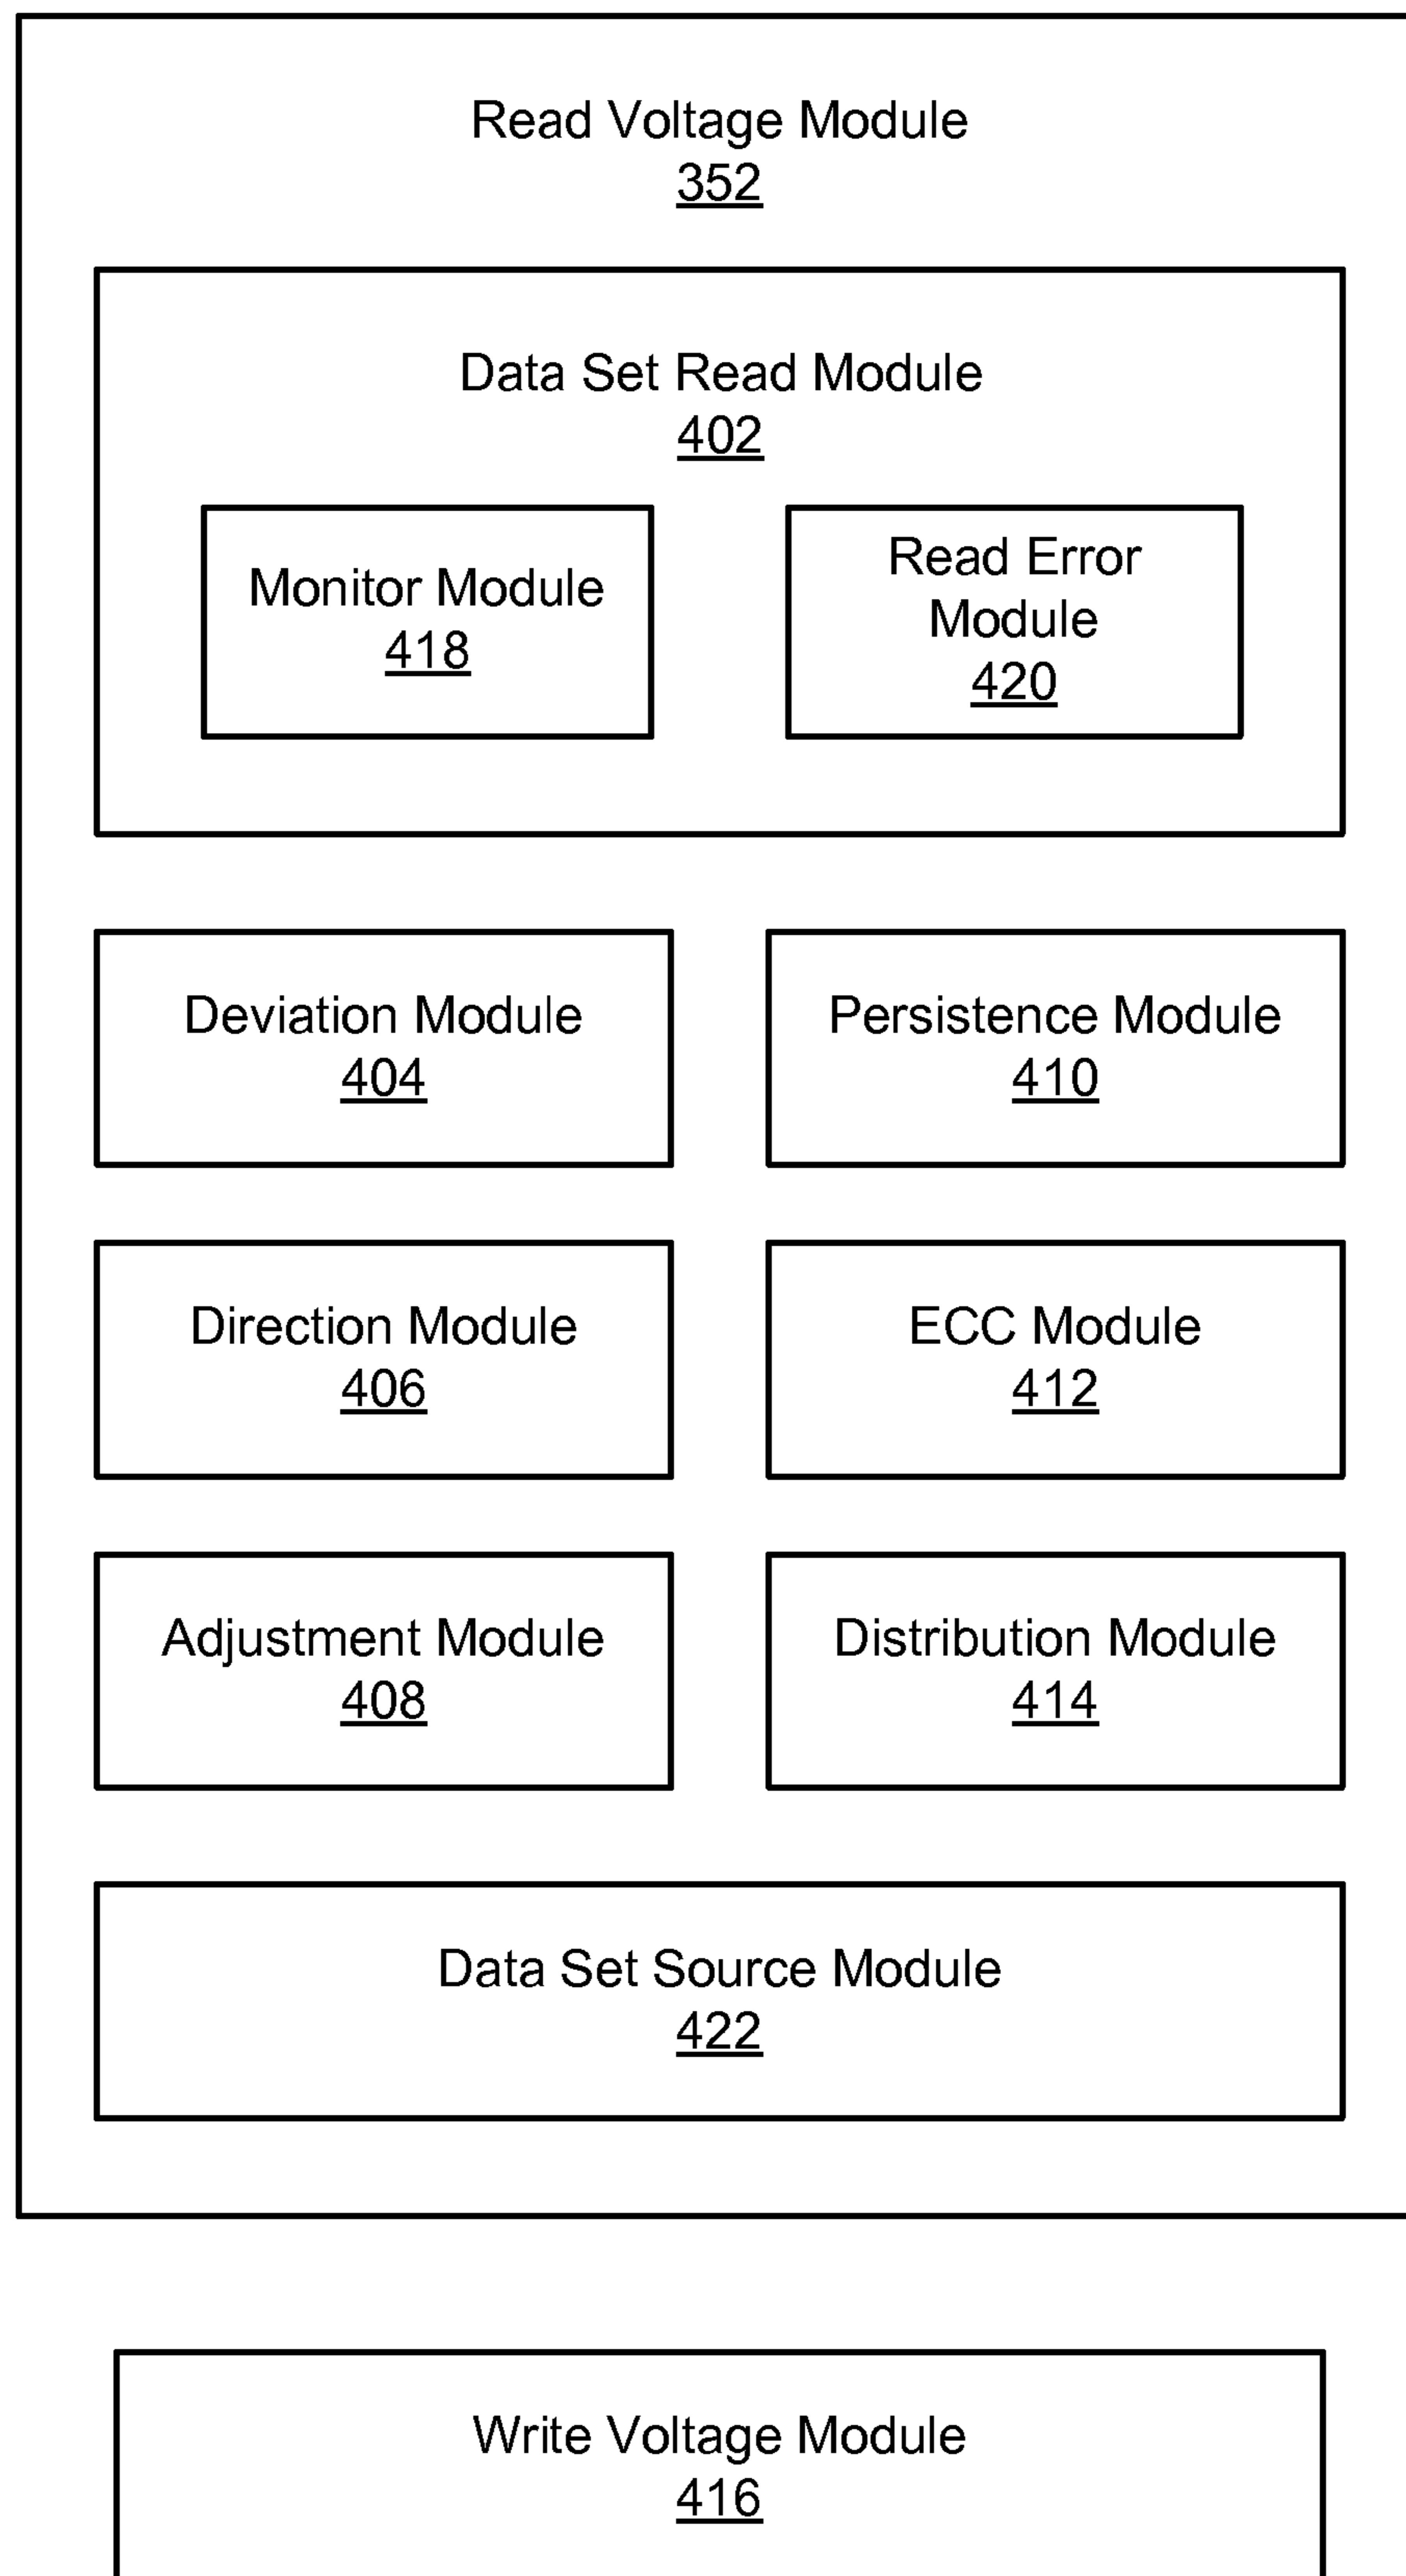 Read Voltage Module
352
Data Set Read Module
402
Monitor Module
418
Read Error
Module
420
Deviation Module
404
Persistence Module
410
Direction Module
406
ECC Module
412
Adjustment Module
408
Distribution Module
414
Data Set Source Module
422
Write Voltage Module
416